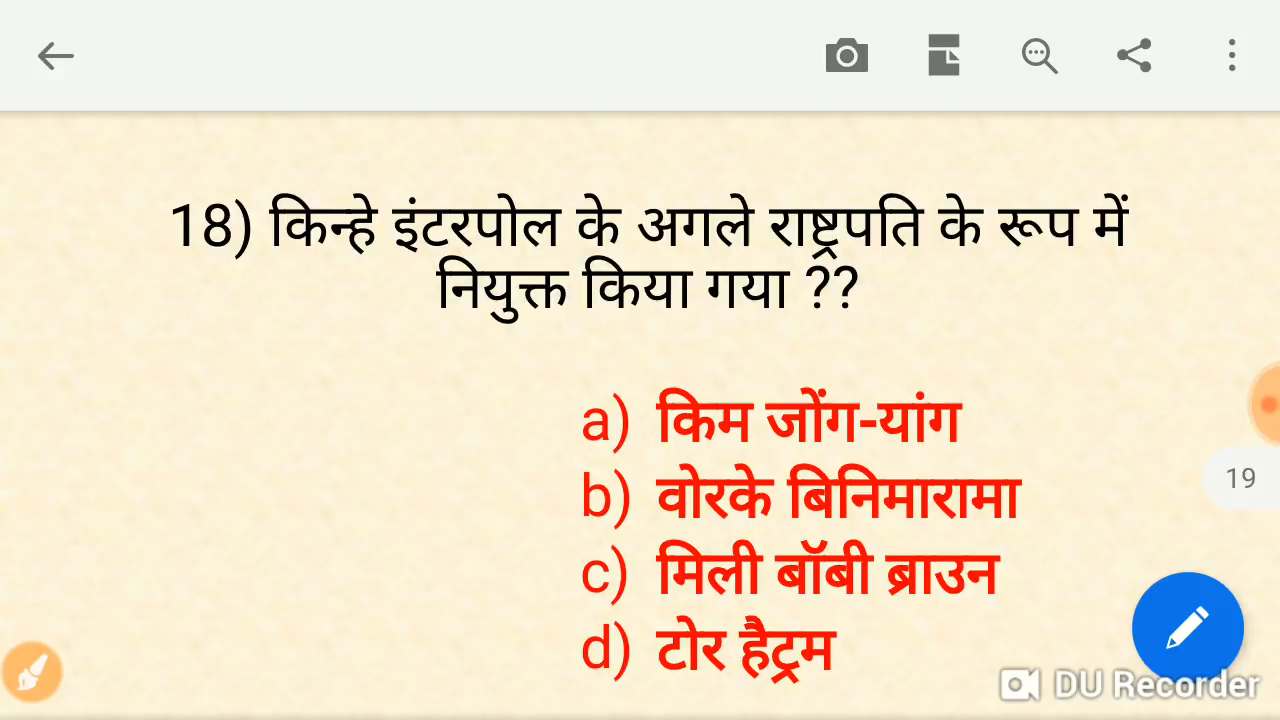 18) किन्हे इंटरपोल के अगले राष्ट्रपति के रूप में
नियुक्त किया गया ??
a) किम जोंग-यांग
19
b) वोरके बिनिमारामा
c) मिली बॉबी ब्राउन
d) टोर हैट्रम
DU Recorder